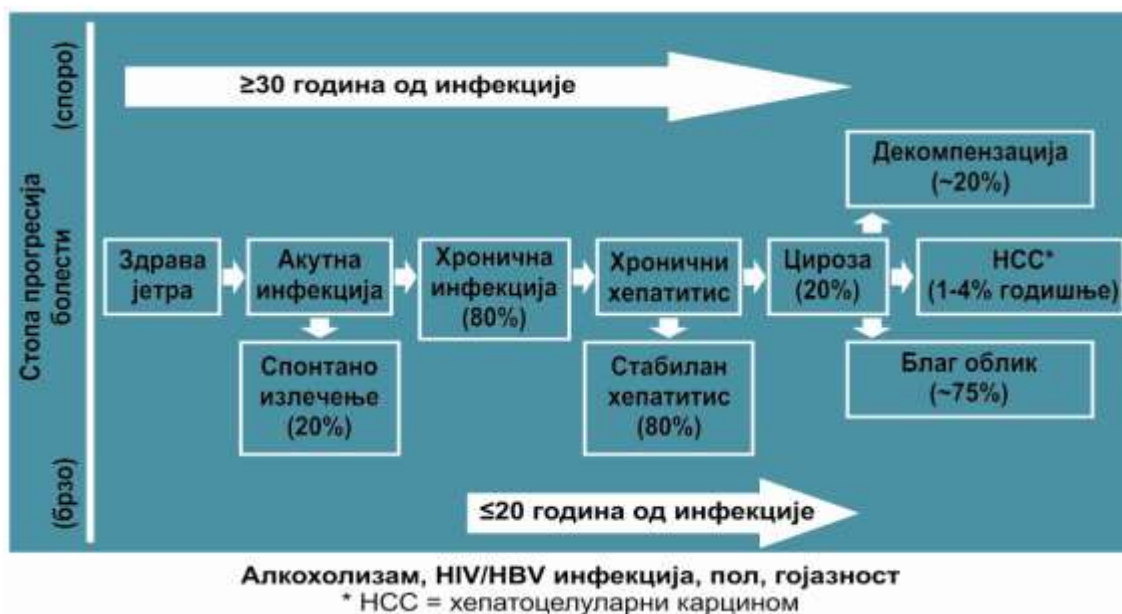 Стопа прогресија
болести
(споро)
(брзо)
≥30 година од инфекције
Декомпензација
(~20%)
Здрава
јетра
Акутна
инфекција
Хронична
инфекција
(80%)
Хронични
хепатитис
Цироза
(20%)
HCC*
(1-4% годишње)
Спонтано
излечење
(20%)
Стабилан
хепатитис
(80%)
Благ облик
(~75%)
≤20 година од инфекције
Алкохолизам, HIV/HBV инфекција, пол, гојазност
* HCC = хепатоцелуларни карцином